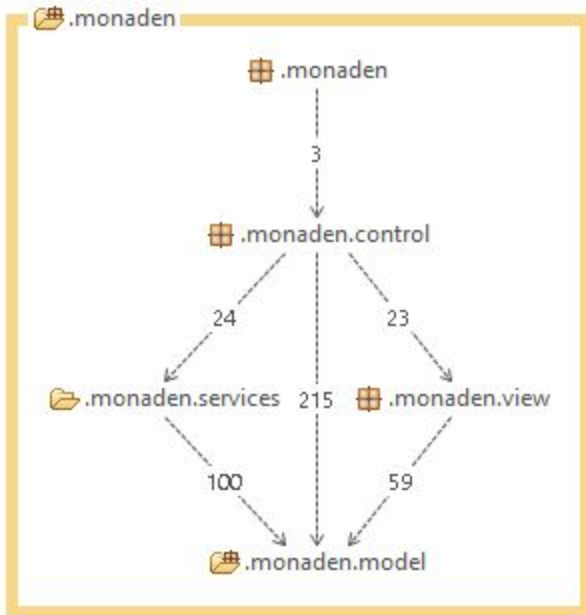 .monaden
.monaden
3
.monaden.control
24
23
.monaden.services
215
.monaden.view
100
59
.monaden.model